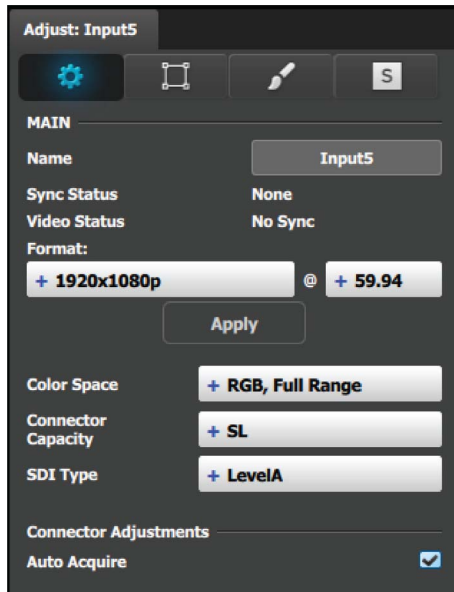 Adjust: Input5
S
MAIN
Name Input5
Sync Status None
Video Status No Sync
Format:
+ 1920x1080p @ + 59.94
Apply
Color Space + RGB, Full Range
Connector
Capacity + SL
SDI Type + LevelA
Connector Adjustments
Auto Acquire